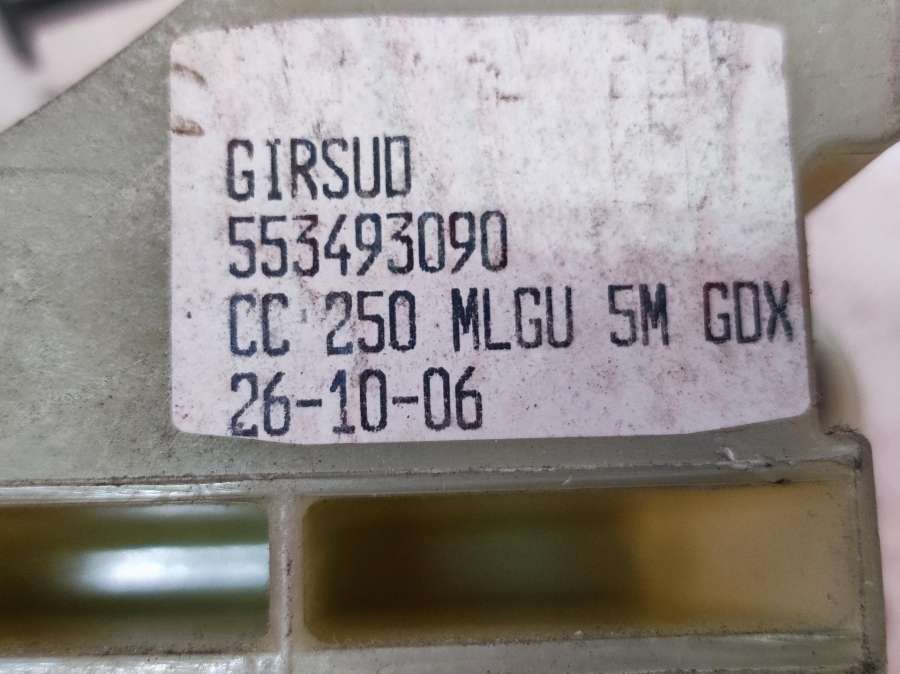 GIRSUD
553493090
CC 250 MLGU 5M GDX
26-10-06